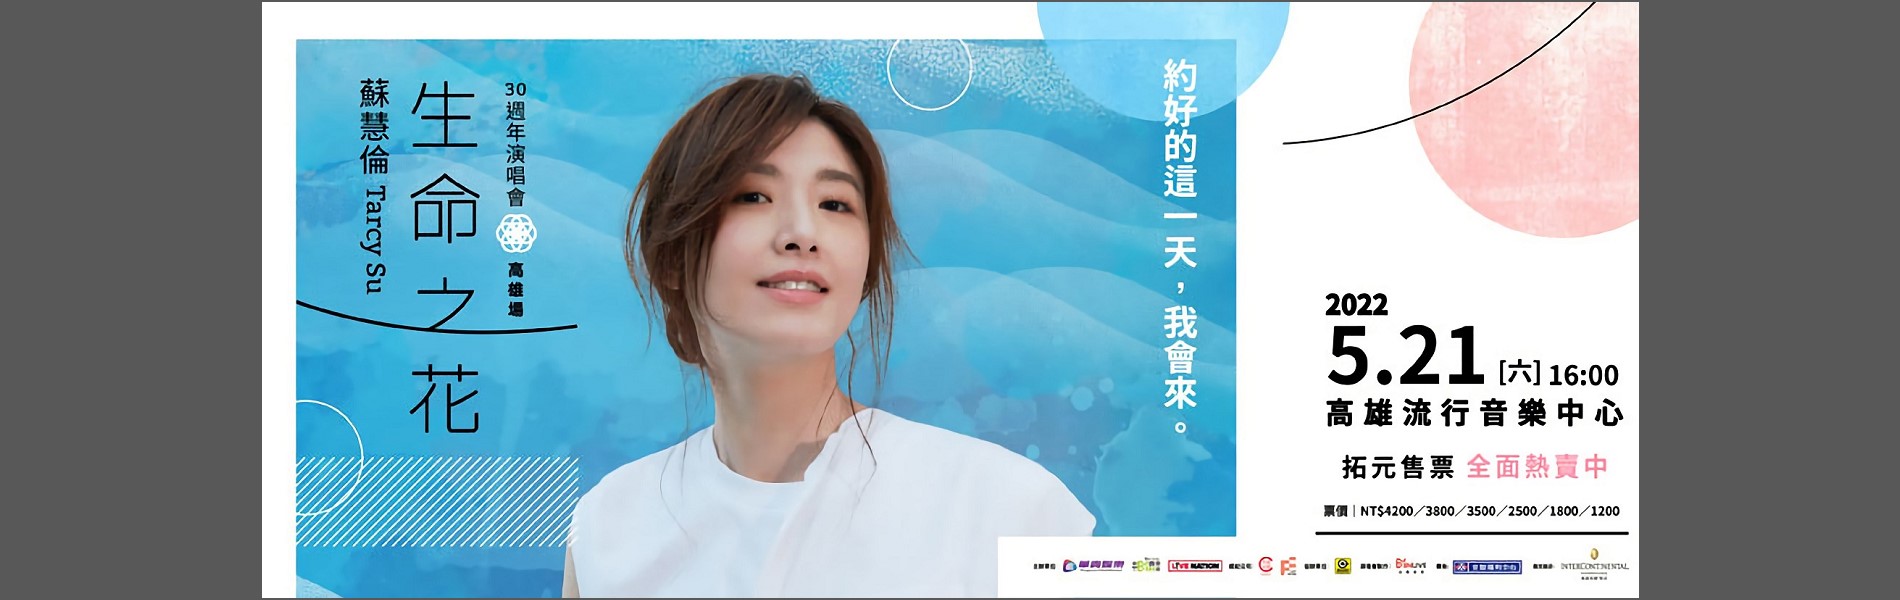 蘇慧倫 Tarcy Su
生命之花
30週年演唱會
高雄場
約好的這一天，我會來。
2022
5.21 [六] 16:00
高雄流行音樂中心
拓元售票 全面熱賣中
票價｜NT$4200／3800／3500／2500／1800／1200
LIVE NATION
INTERCONTINENTAL